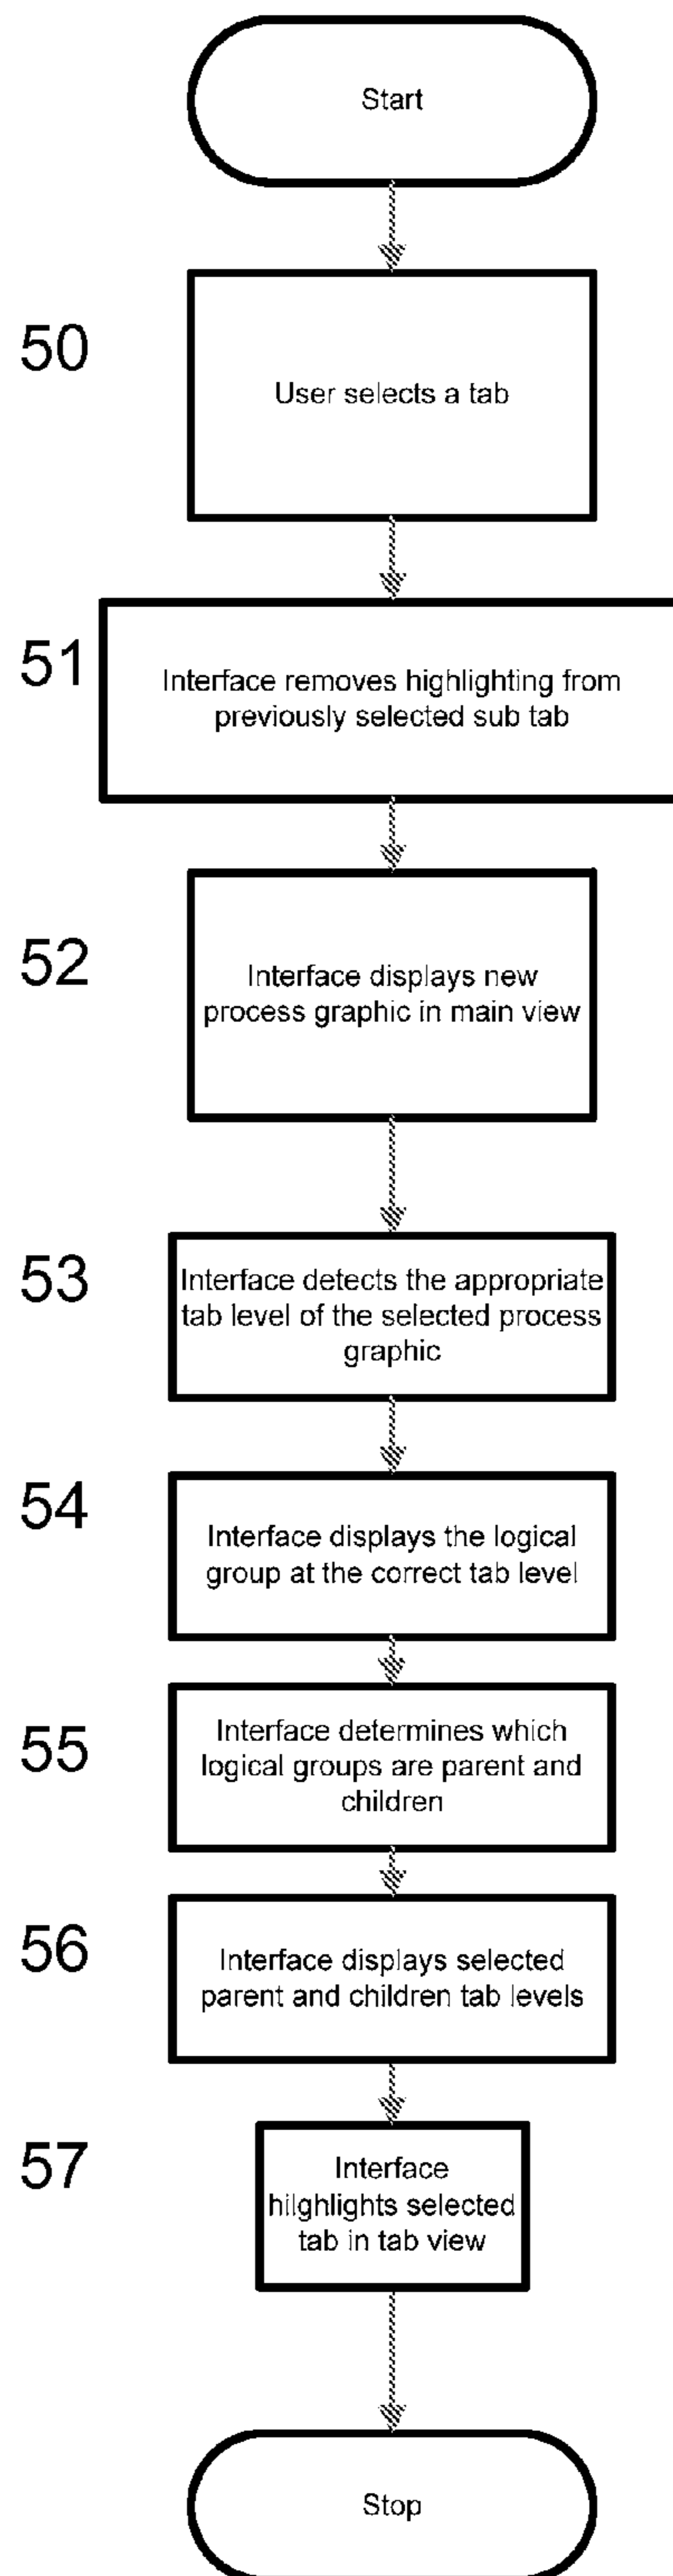 Start
50
User selects a tab
51
Interface removes highlighting from
previously selected sub tab
52
Interface displays new
process graphic in main view
53
Interface detects the appropriate
tab level of the selected process
graphic
54
Interface displays the logical
group at the correct tab level
55
Interface determines which
logical groups are parent and
children
56
Interface displays selected
parent and children tab levels
57
Interface
hilghlights selected
tab in tab view
Stop